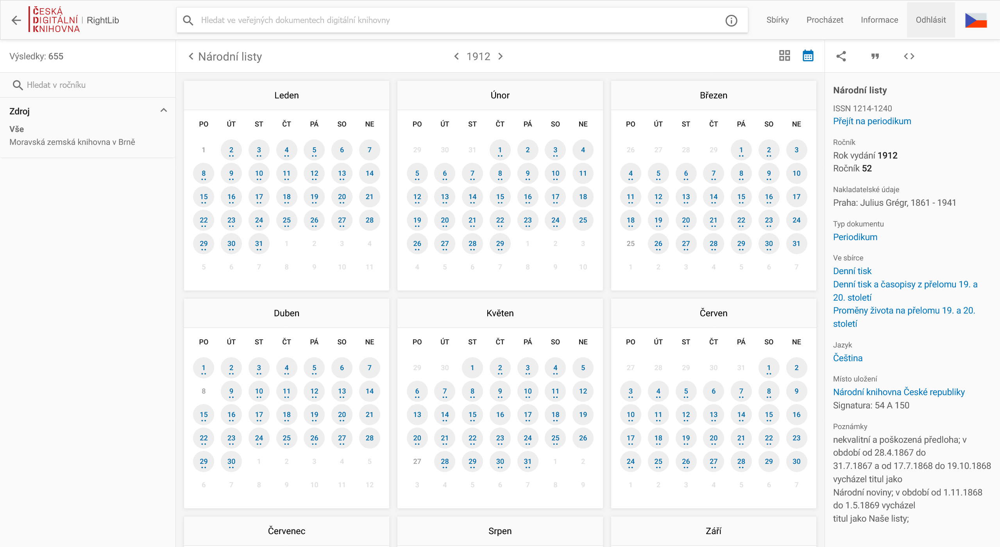 ČESKÁ
DIGITÁLNÍ
KNIHOVNA
RightLib
Hledat ve veřejných dokumentech digitální knihovny
Sbírky
Procházet
Informace
Odhlásit
Výsledky: 655
Národní listy
1912
Hledat v ročníku
Zdroj
Vše
Moravská zemská knihovna v Brně
Leden
PO ÚT ST ČT PÁ SO NE
1 2 3 4 5 6 7
8 9 10 11 12 13 14
15 16 17 18 19 20 21
22 23 24 25 26 27 28
29 30 31 1 2 3 4
5 6 7 8 9 10 11
Únor
PO ÚT ST ČT PÁ SO NE
29 30 31 1 2 3 4
5 6 7 8 9 10 11
12 13 14 15 16 17 18
19 20 21 22 23 24 25
26 27 28 29 1 2 3
4 5 6 7 8 9 10
Březen
PO ÚT ST ČT PÁ SO NE
26 27 28 29 1 2 3
4 5 6 7 8 9 10
11 12 13 14 15 16 17
18 19 20 21 22 23 24
25 26 27 28 29 30 31
1 2 3 4 5 6 7
Duben
PO ÚT ST ČT PÁ SO NE
1 2 3 4 5 6 7
8 9 10 11 12 13 14
15 16 17 18 19 20 21
22 23 24 25 26 27 28
29 30 1 2 3 4 5
6 7 8 9 10 11 12
Květen
PO ÚT ST ČT PÁ SO NE
29 30 1 2 3 4 5
6 7 8 9 10 11 12
13 14 15 16 17 18 19
20 21 22 23 24 25 26
27 28 29 30 31 1 2
3 4 5 6 7 8 9
Červen
PO ÚT ST ČT PÁ SO NE
27 28 29 30 31 1 2
3 4 5 6 7 8 9
10 11 12 13 14 15 16
17 18 19 20 21 22 23
24 25 26 27 28 29 30
1 2 3 4 5 6 7
Červenec
Srpen
Září
Národní listy
ISSN 1214-1240
Přejít na periodikum
Ročník
Rok vydání 1912
Ročník 52
Nakladatelské údaje
Praha: Julius Grégr, 1861 - 1941
Typ dokumentu
Periodikum
Ve sbírce
Denní tisk
Denní tisk a časopisy z přelomu 19. a
20. století
Proměny života na přelomu 19. a 20.
století
Jazyk
Čeština
Místo uložení
Národní knihovna České republiky
Signatura: 54 A 150
Poznámky
nekvalitní a poškozená předloha; v
období od 28.4.1867 do
31.7.1867 a od 17.7.1868 do 19.10.1868
vycházel titul jako
Národní noviny; v období od 1.11.1868
do 1.5.1869 vycházel
titul jako Naše listy;